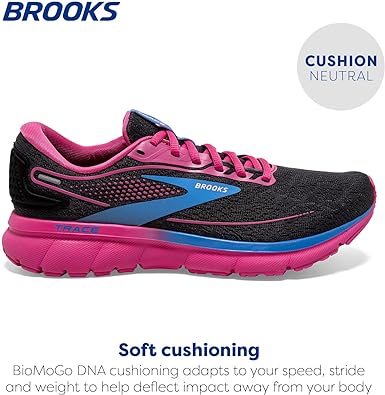 BROOKS
CUSHION
NEUTRAL
BROOKS
TRACE
Soft cushioning
BioMoGo DNA cushioning adapts to your speed, stride
and weight to help deflect impact away from your body